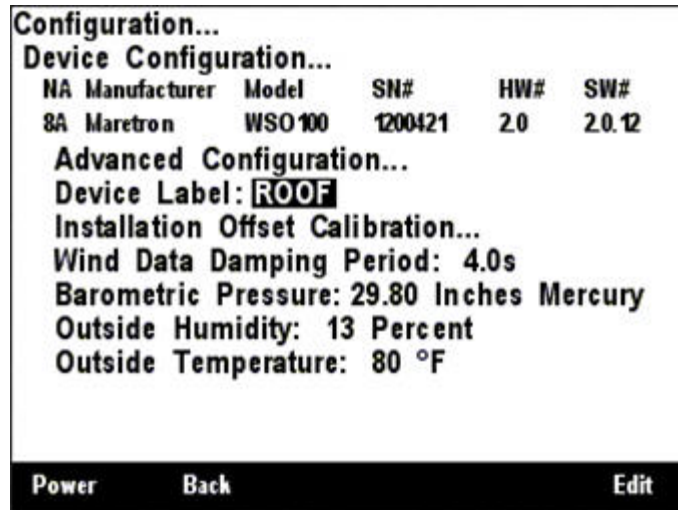 Configuration...
Device Configuration...
NA Manufacturer Model SN# HW# SW#
8A Maretron WSO100 1200421 2.0 2.0.12
Advanced Configuration...
Device Label: ROOF
Installation Offset Calibration...
Wind Data Damping Period: 4.0s
Barometric Pressure: 29.80 Inches Mercury
Outside Humidity: 13 Percent
Outside Temperature: 80 °F
Power Back Edit